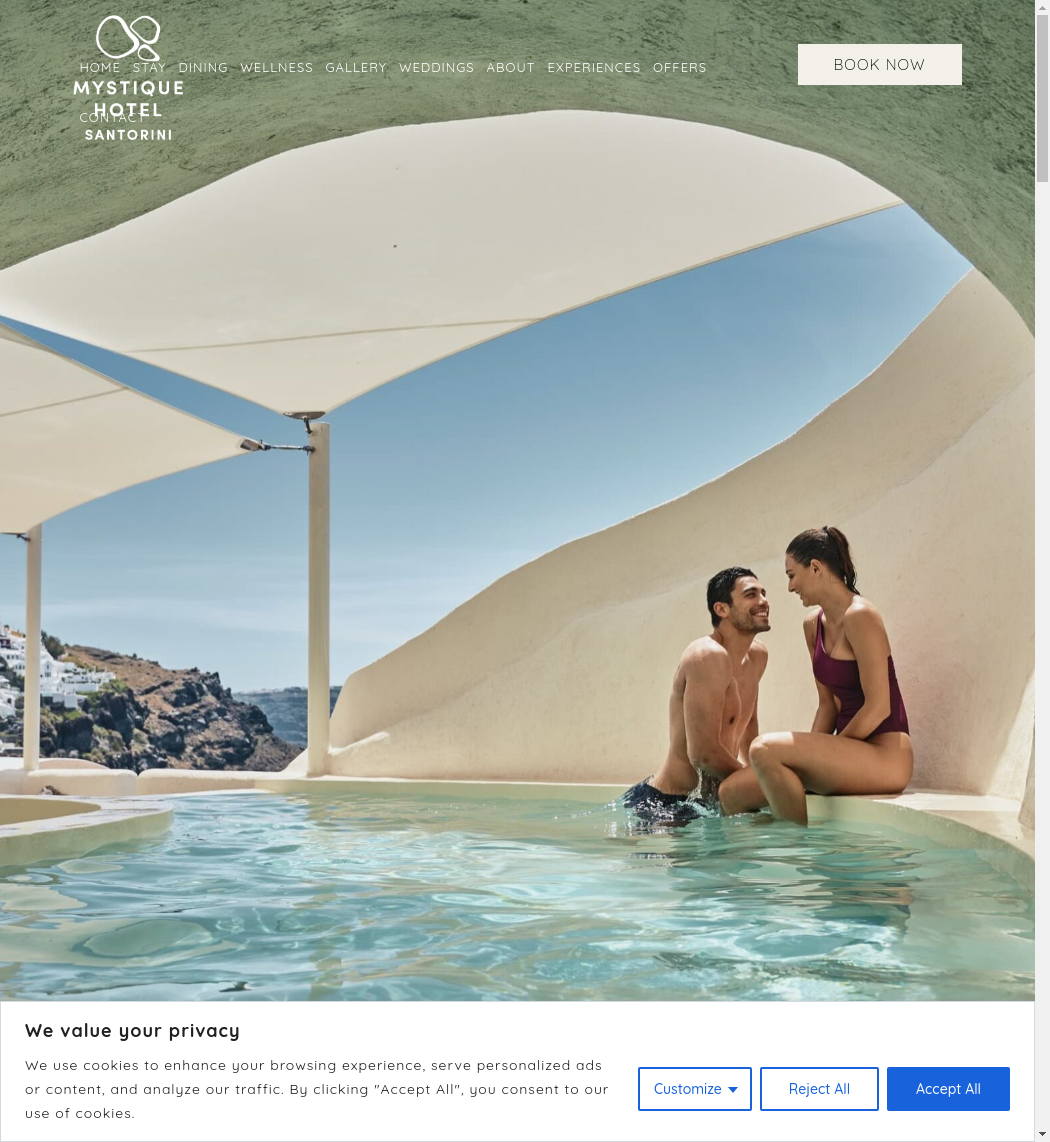 HOME STAY DINING WELLNESS GALLERY WEDDINGS ABOUT EXPERIENCES OFFERS
CONTACT
MYSTIQUE
HOTEL
SANTORINI
BOOK NOW
We value your privacy
We use cookies to enhance your browsing experience, serve personalized ads
or content, and analyze our traffic. By clicking "Accept All", you consent to our
use of cookies.
Customize
Reject All
Accept All